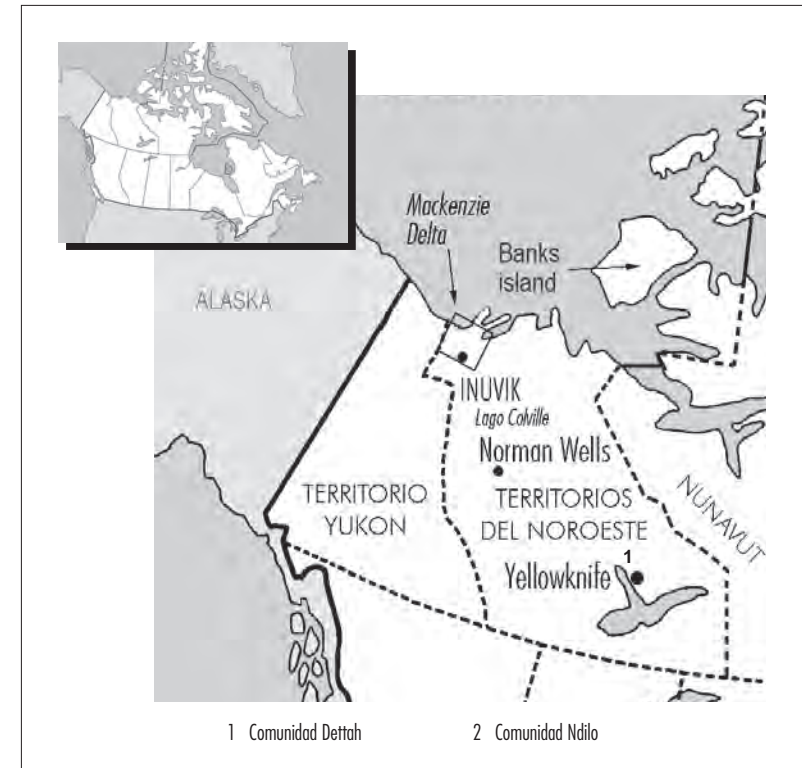 Mackenzie
Delta
Banks
island
ALASKA
INUVIK
Lago Colville
Norman Wells
TERRITORIO
YUKON
TERRITORIOS
DEL NOROESTE
NUNAVUT
1
Yellowknife
1 Comunidad Dettah 2 Comunidad Ndilo